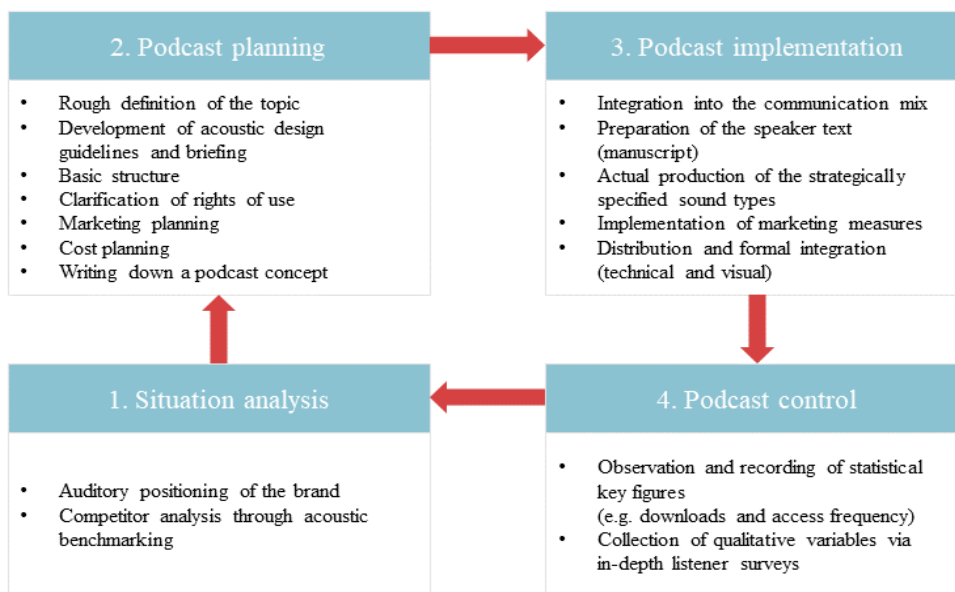 2. Podcast planning
• Rough definition of the topic
• Development of acoustic design
guidelines and briefing
• Basic structure
• Clarification of rights of use
• Marketing planning
• Cost planning
• Writing down a podcast concept
3. Podcast implementation
• Integration into the communication mix
• Preparation of the speaker text
(manuscript)
• Actual production of the strategically
specified sound types
• Implementation of marketing measures
• Distribution and formal integration
(technical and visual)
1. Situation analysis
• Auditory positioning of the brand
• Competitor analysis through acoustic
benchmarking
4. Podcast control
• Observation and recording of statistical
key figures
(e.g. downloads and access frequency)
• Collection of qualitative variables via
in-depth listener surveys